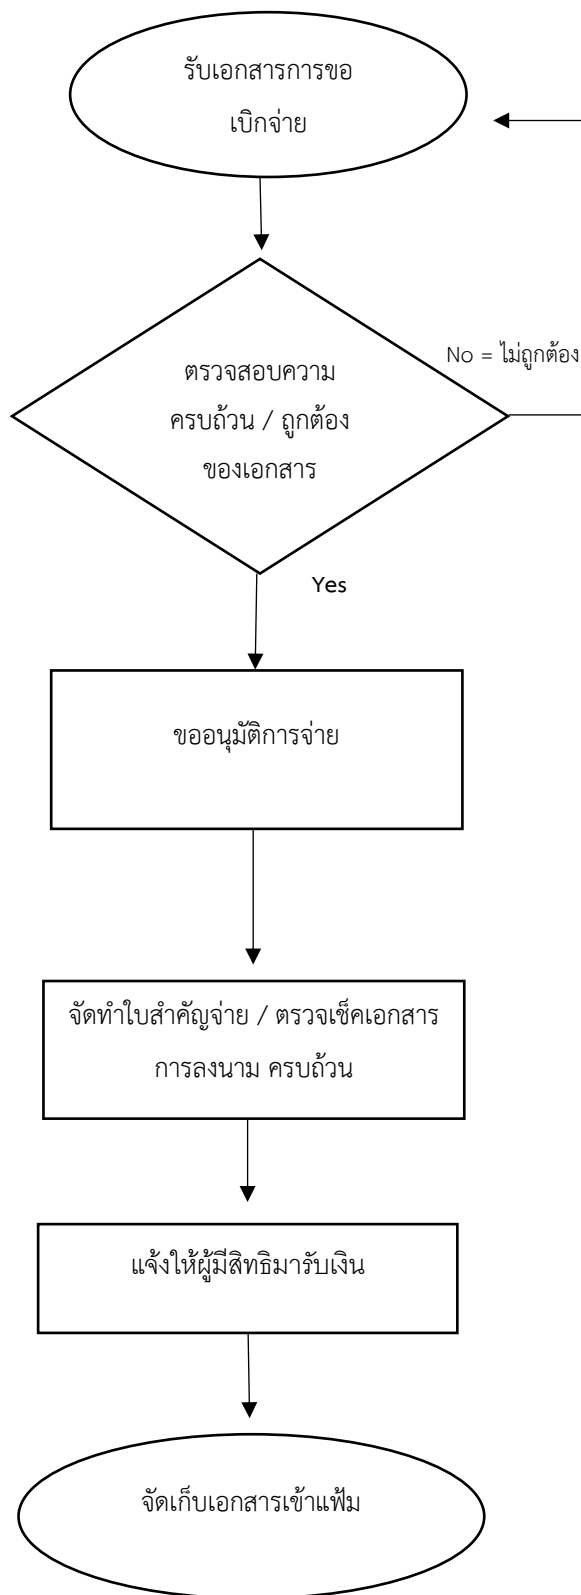 รับเอกสารการขอ
เบิกจ่าย
No = ไม่ถูกต้อง
ตรวจสอบความ
ครบถ้วน / ถูกต้อง
ของเอกสาร
Yes
ขออนุมัติการจ่าย
จัดทำใบสำคัญจ่าย / ตรวจเช็คเอกสาร
การลงนาม ครบถ้วน
แจ้งให้ผู้มีสิทธิมารับเงิน
จัดเก็บเอกสารเข้าแฟ้ม